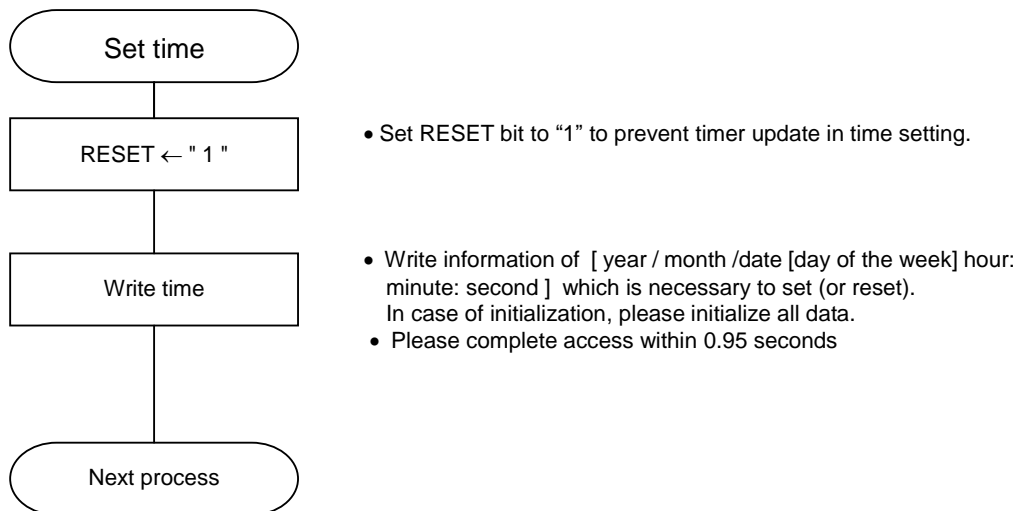 Set time
RESET ← " 1 "
• Set RESET bit to “1” to prevent timer update in time setting.
Write time
• Write information of [ year / month /date [day of the week] hour:
minute: second ] which is necessary to set (or reset).
In case of initialization, please initialize all data.
• Please complete access within 0.95 seconds
Next process